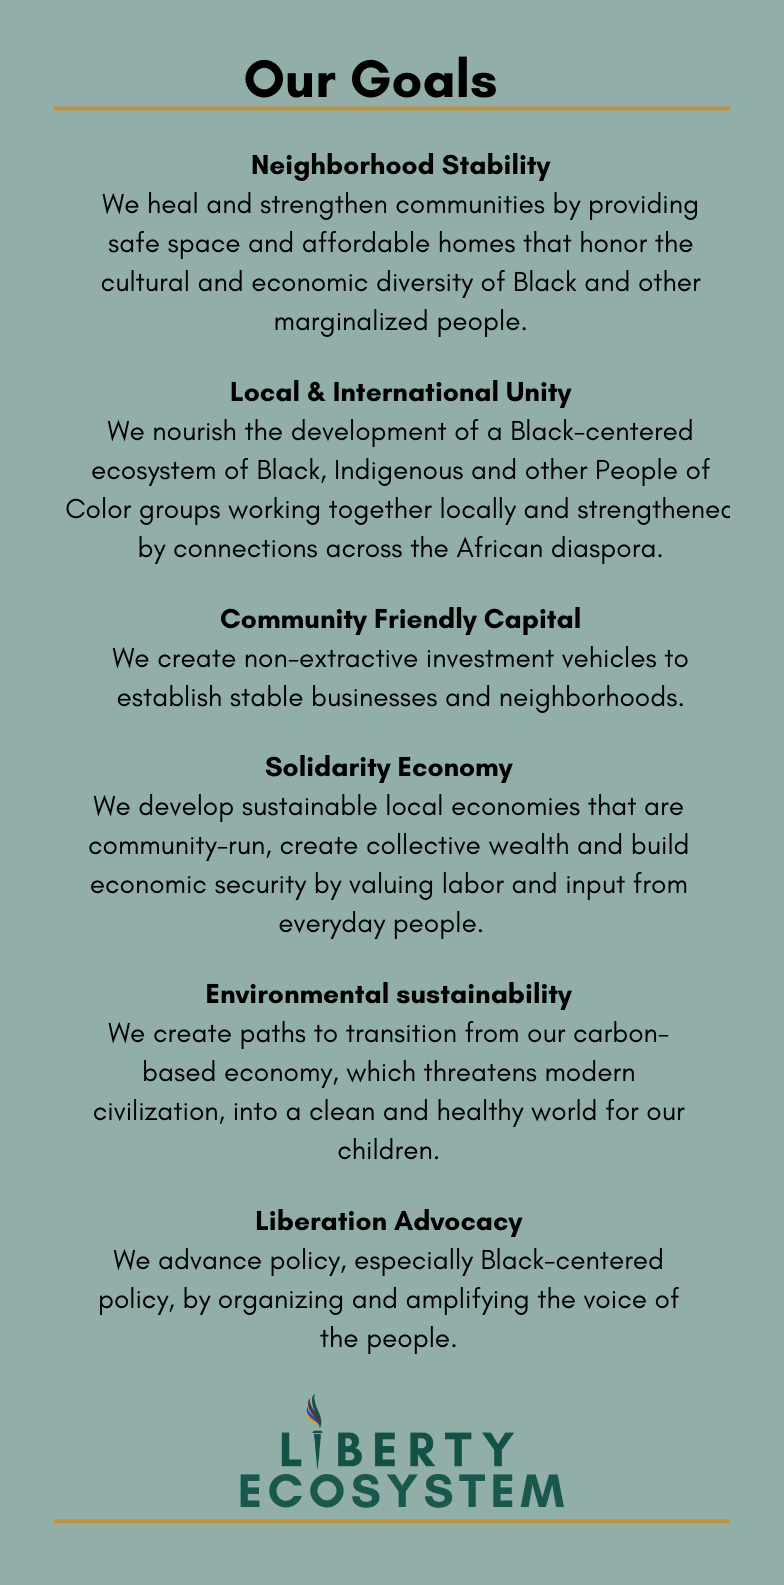 Our Goals
Neighborhood Stability
We heal and strengthen communities by providing
safe space and affordable homes that honor the
cultural and economic diversity of Black and other
marginalized people.
Local & International Unity
We nourish the development of a Black-centered
ecosystem of Black, Indigenous and other People of
Color groups working together locally and strengthened
by connections across the African diaspora.
Community Friendly Capital
We create non-extractive investment vehicles to
establish stable businesses and neighborhoods.
Solidarity Economy
We develop sustainable local economies that are
community-run, create collective wealth and build
economic security by valuing labor and input from
everyday people.
Environmental sustainability
We create paths to transition from our carbon-
based economy, which threatens modern
civilization, into a clean and healthy world for our
children.
Liberation Advocacy
We advance policy, especially Black-centered
policy, by organizing and amplifying the voice of
the people.
LIBERTY
ECOSYSTEM